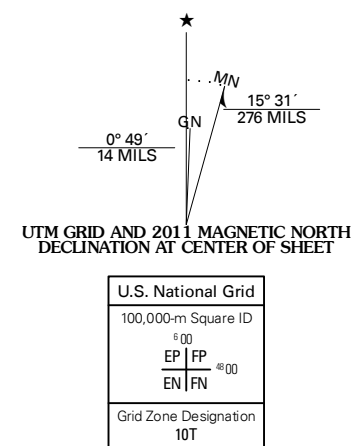 ★
MN
GN
15° 31´
276 MILS
0° 49´
14 MILS
UTM GRID AND 2011 MAGNETIC NORTH
DECLINATION AT CENTER OF SHEET
U.S. National Grid
100,000-m Square ID
6 00
EP FP
48 00
EN FN
Grid Zone Designation
10T